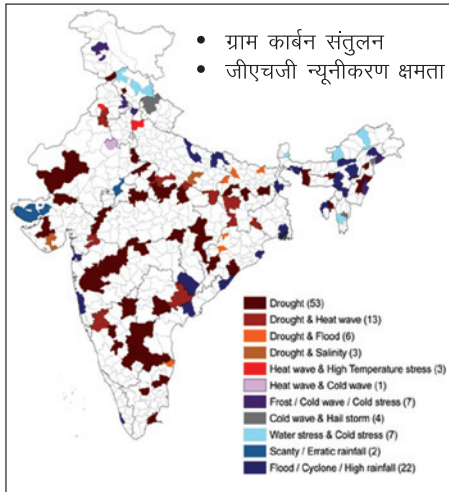 • ग्राम कार्बन संतुलन
• जीएचजी न्यूनीकरण क्षमता
Drought (53)
Drought & Heat wave (13)
Drought & Flood (6)
Drought & Salinity (3)
Heat wave & High Temperature stress (3)
Heat wave & Cold wave (1)
Frost / Cold wave / Cold stress (7)
Cold wave & Hail storm (4)
Water stress & Cold stress (7)
Scanty / Erratic rainfall (2)
Flood / Cyclone / High rainfall (22)